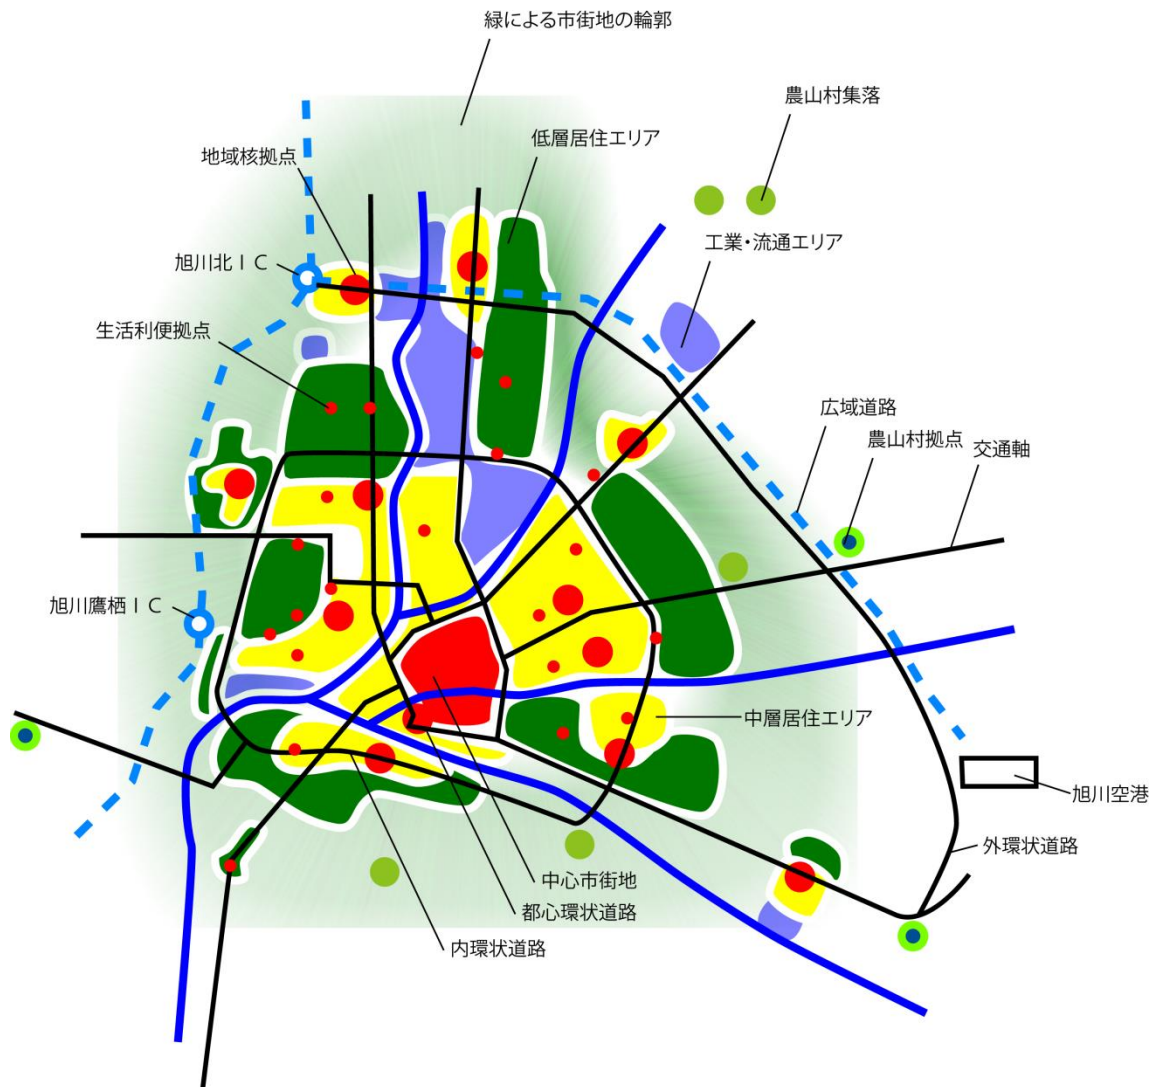 緑による市街地の輪郭
農山村集落
低層居住エリア
地域核拠点
工業・流通エリア
旭川北ＩＣ
生活利便拠点
広域道路
農山村拠点
交通軸
旭川鷹栖ＩＣ
中層居住エリア
旭川空港
外環状道路
中心市街地
都心環状道路
内環状道路